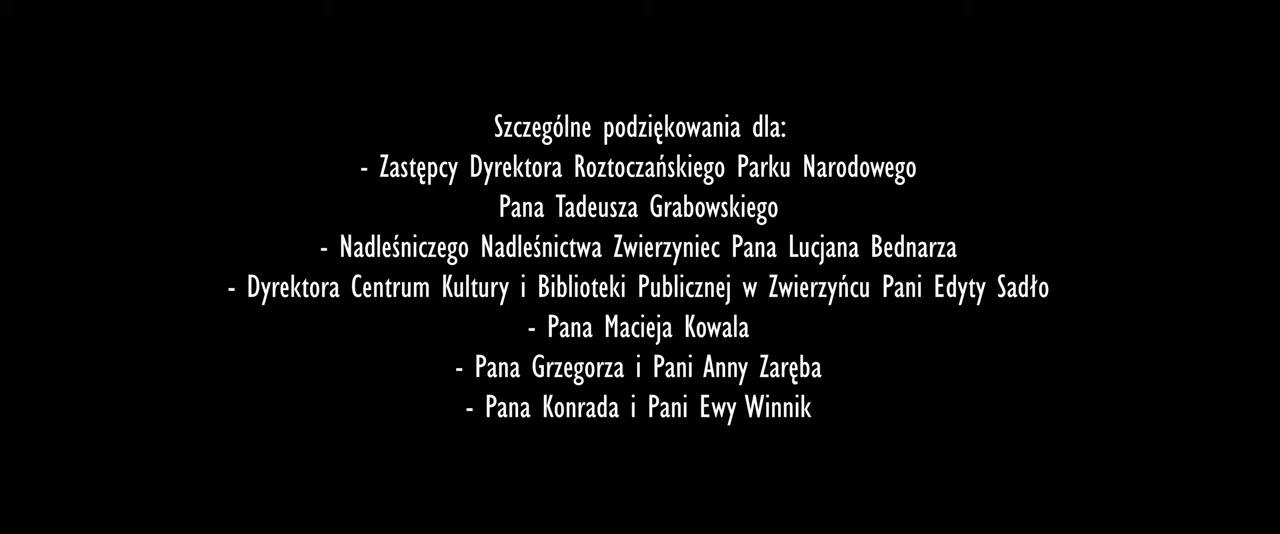 Szczególne podziękowania dla:
- Zastępcy Dyrektora Roztoczańskiego Parku Narodowego
Pana Tadeusza Grabowskiego
- Nadleśniczego Nadleśnictwa Zwierzyniec Pana Lucjana Bednarza
- Dyrektora Centrum Kultury i Biblioteki Publicznej w Zwierzyńcu Pani Edyty Sadło
- Pana Macieja Kowala
- Pana Grzegorza i Pani Anny Zaręba
- Pana Konrada i Pani Ewy Winnik